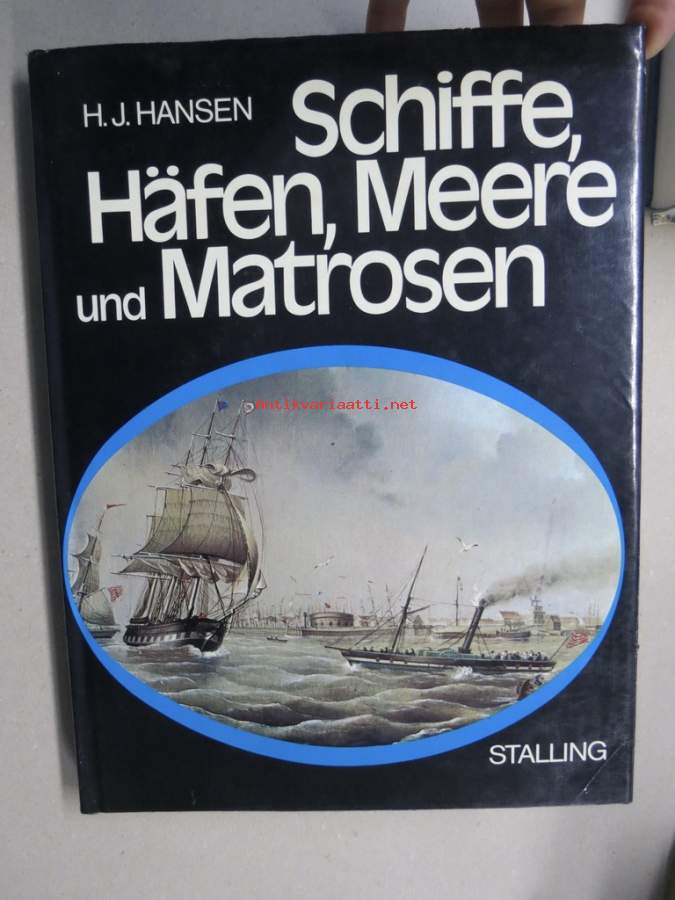 H. J. HANSEN
Schiffe,
Häfen, Meere
und Matrosen
Antikvariaatti.net
STALLING